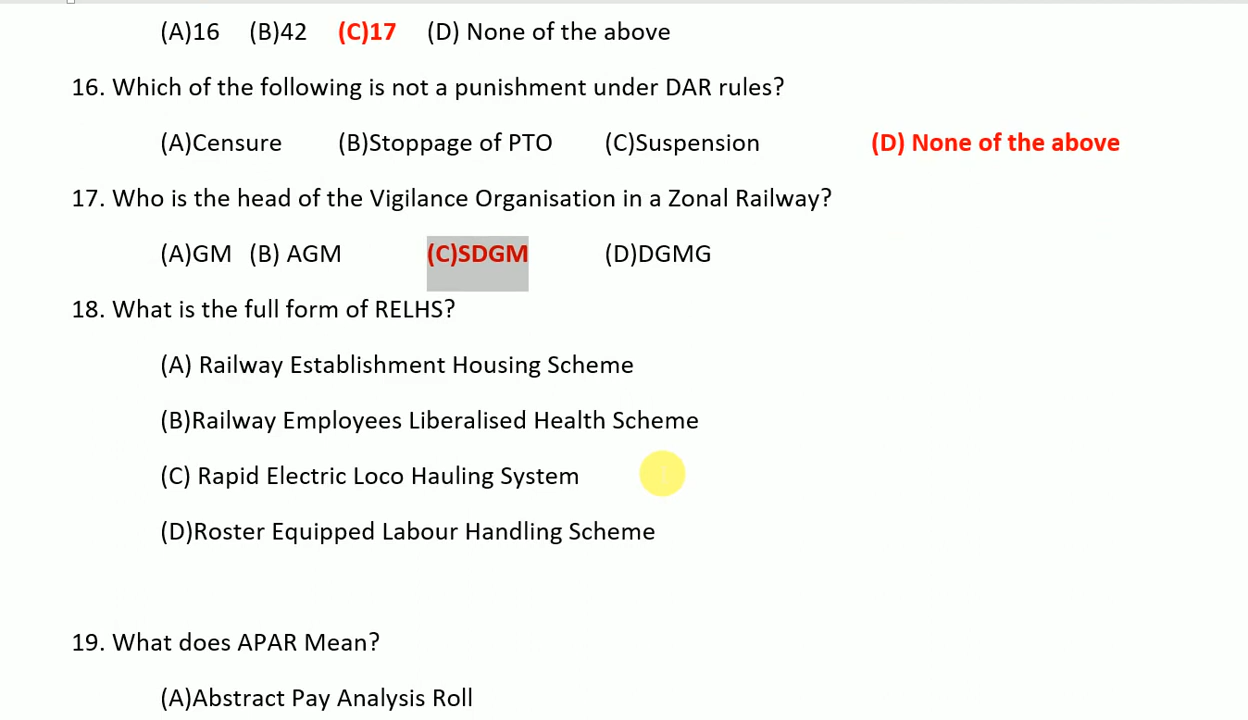 (A)16 (B)42 (C)17 (D) None of the above
16. Which of the following is not a punishment under DAR rules?
(A)Censure (B)Stoppage of PTO (C)Suspension (D) None of the above
17. Who is the head of the Vigilance Organisation in a Zonal Railway?
(A)GM (B) AGM (C)SDGM (D)DGMG
18. What is the full form of RELHS?
(A) Railway Establishment Housing Scheme
(B)Railway Employees Liberalised Health Scheme
(C) Rapid Electric Loco Hauling System
(D)Roster Equipped Labour Handling Scheme
19. What does APAR Mean?
(A)Abstract Pay Analysis Roll